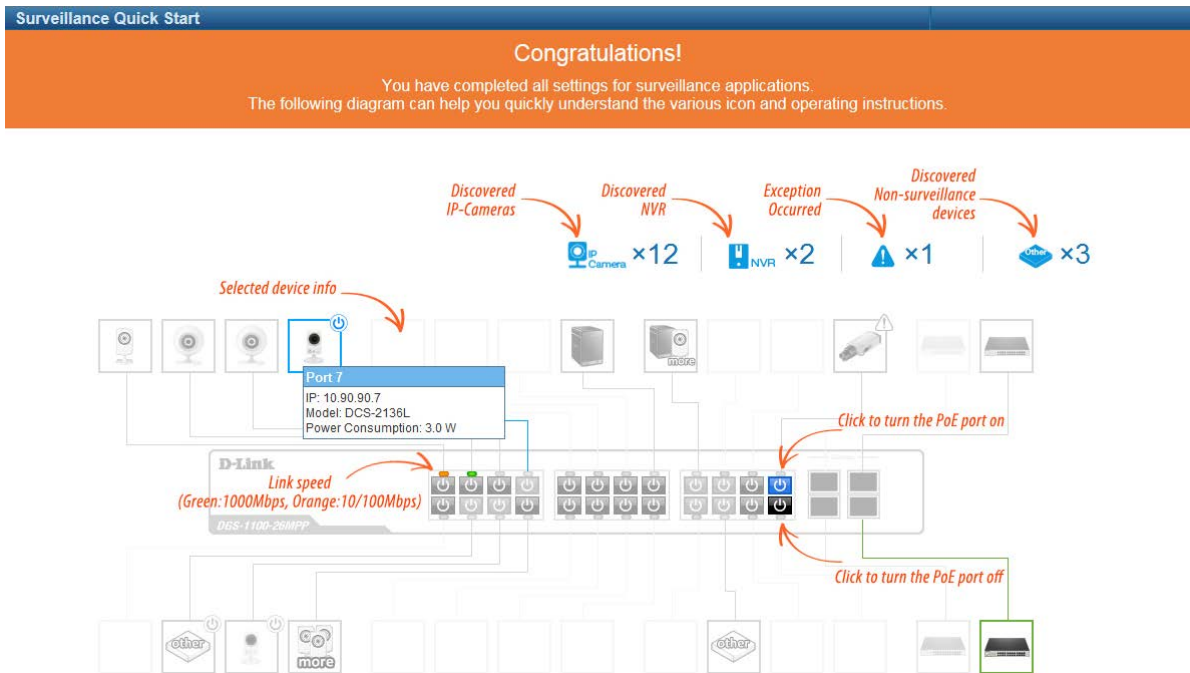 Surveillance Quick Start
Congratulations!
You have completed all settings for surveillance applications.
The following diagram can help you quickly understand the various icon and operating instructions.
Discovered
IP-Cameras
Discovered
NVR
Exception
Occurred
Discovered
Non-surveillance
devices
IP
Camera ×12
NVR ×2
×1
Other ×3
Selected device info
more
Port 7
IP: 10.90.90.7
Model: DCS-2136L
Power Consumption: 3.0 W
Click to turn the PoE port on
D-Link
Link speed
(Green:1000Mbps, Orange:10/100Mbps)
DGS-1100-26MPP
Click to turn the PoE port off
other
more
other